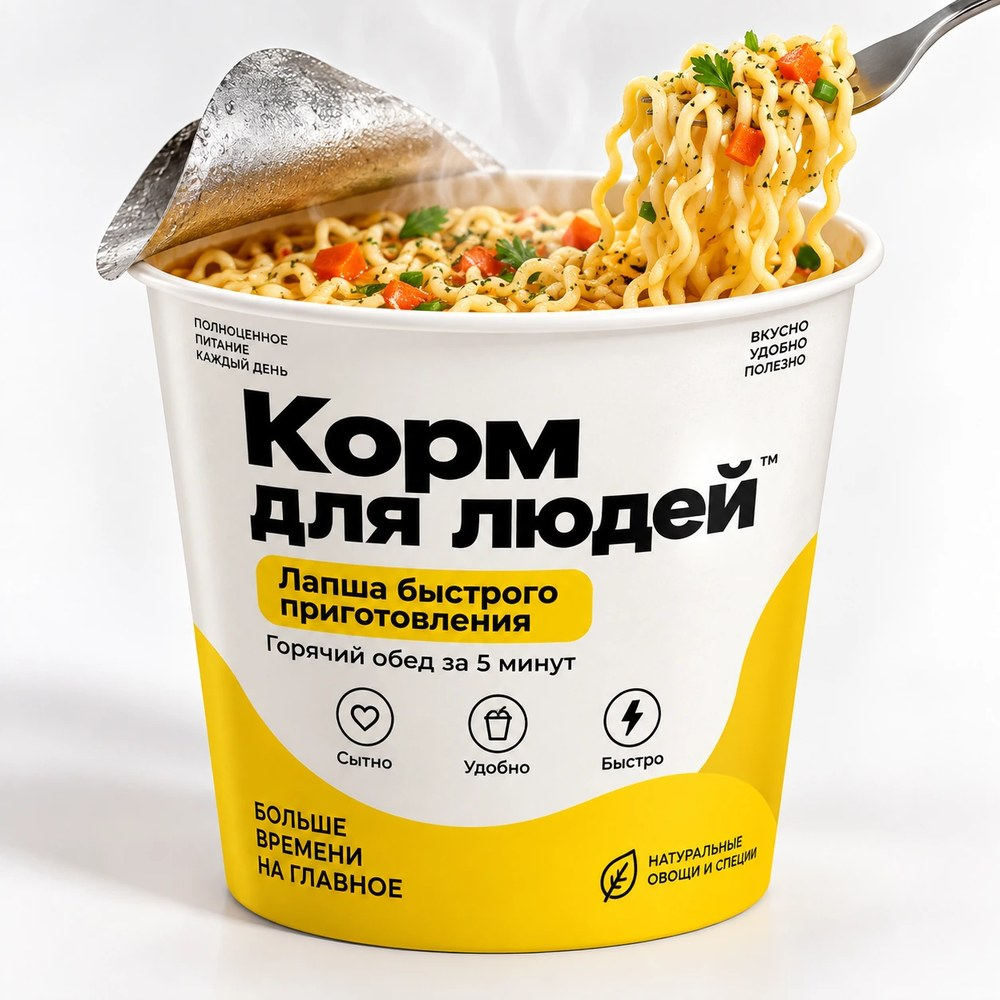 ПОЛНОЦЕННОЕ
ПИТАНИЕ
КАЖДЫЙ ДЕНЬ
ВКУСНО
УДОБНО
ПОЛЕЗНО
Корм
для людей™
Лапша быстрого
приготовления
Горячий обед за 5 минут
Сытно
Удобно
Быстро
БОЛЬШЕ
ВРЕМЕНИ
НА ГЛАВНОЕ
НАТУРАЛЬНЫЕ
ОВОЩИ И СПЕЦИИ